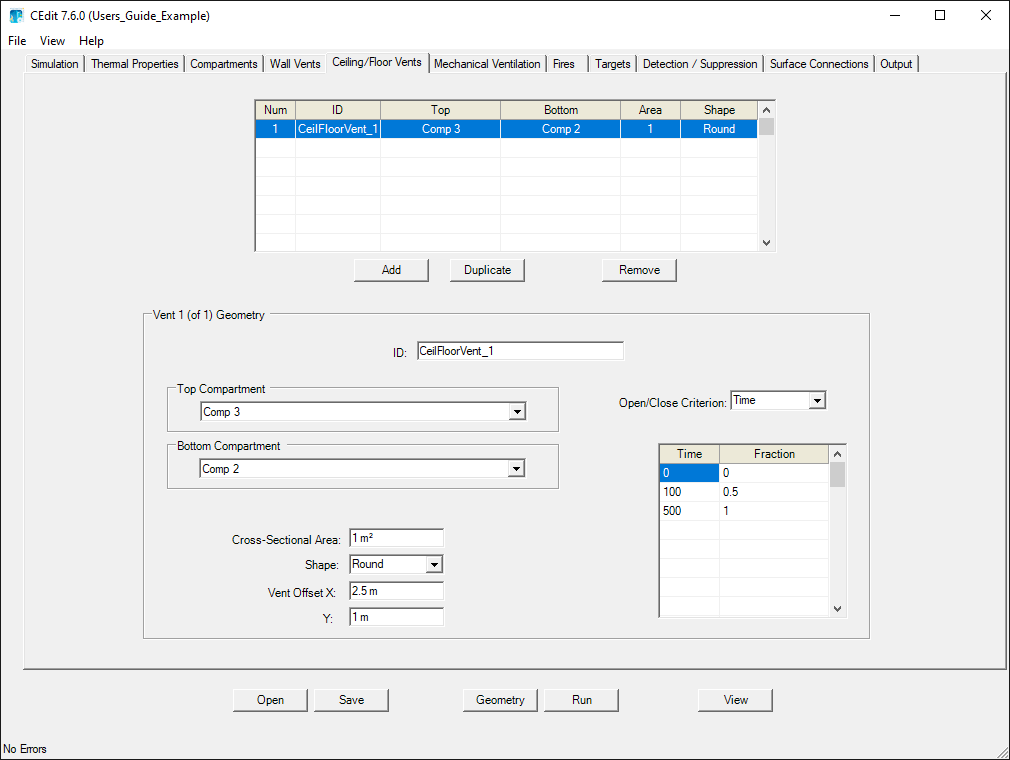 CEdit 7.6.0 (Users_Guide_Example)
File View Help
Simulation Thermal Properties Compartments Wall Vents Ceiling/Floor Vents Mechanical Ventilation Fires Targets Detection / Suppression Surface Connections Output
Num ID Top Bottom Area Shape
1 CeilFloorVent_1 Comp 3 Comp 2 1 Round
Add Duplicate Remove
Vent 1 (of 1) Geometry
ID: CeilFloorVent_1
Top Compartment
Comp 3
Open/Close Criterion: Time
Bottom Compartment
Comp 2
Time Fraction
0 0
100 0.5
500 1
Cross-Sectional Area: 1 m²
Shape: Round
Vent Offset X: 2.5 m
Y: 1 m
Open Save Geometry Run View
No Errors